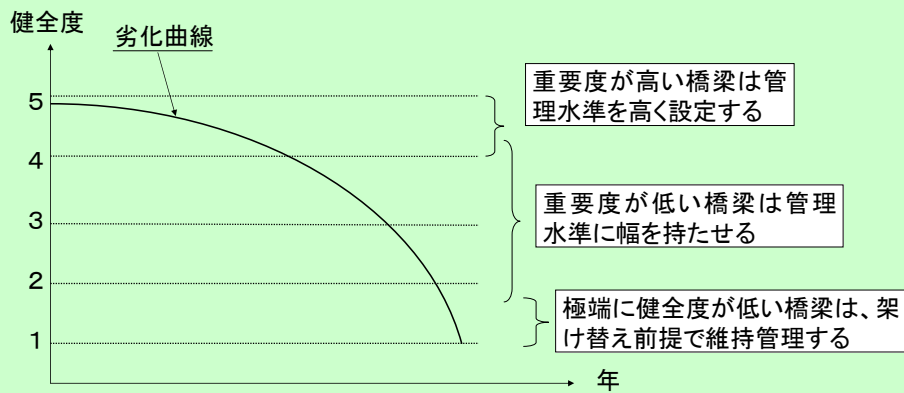 健全度
劣化曲線
5
4
3
2
1
重要度が高い橋梁は管
理水準を高く設定する
重要度が低い橋梁は管理
水準に幅を持たせる
極端に健全度が低い橋梁は、架
け替え前提で維持管理する
年